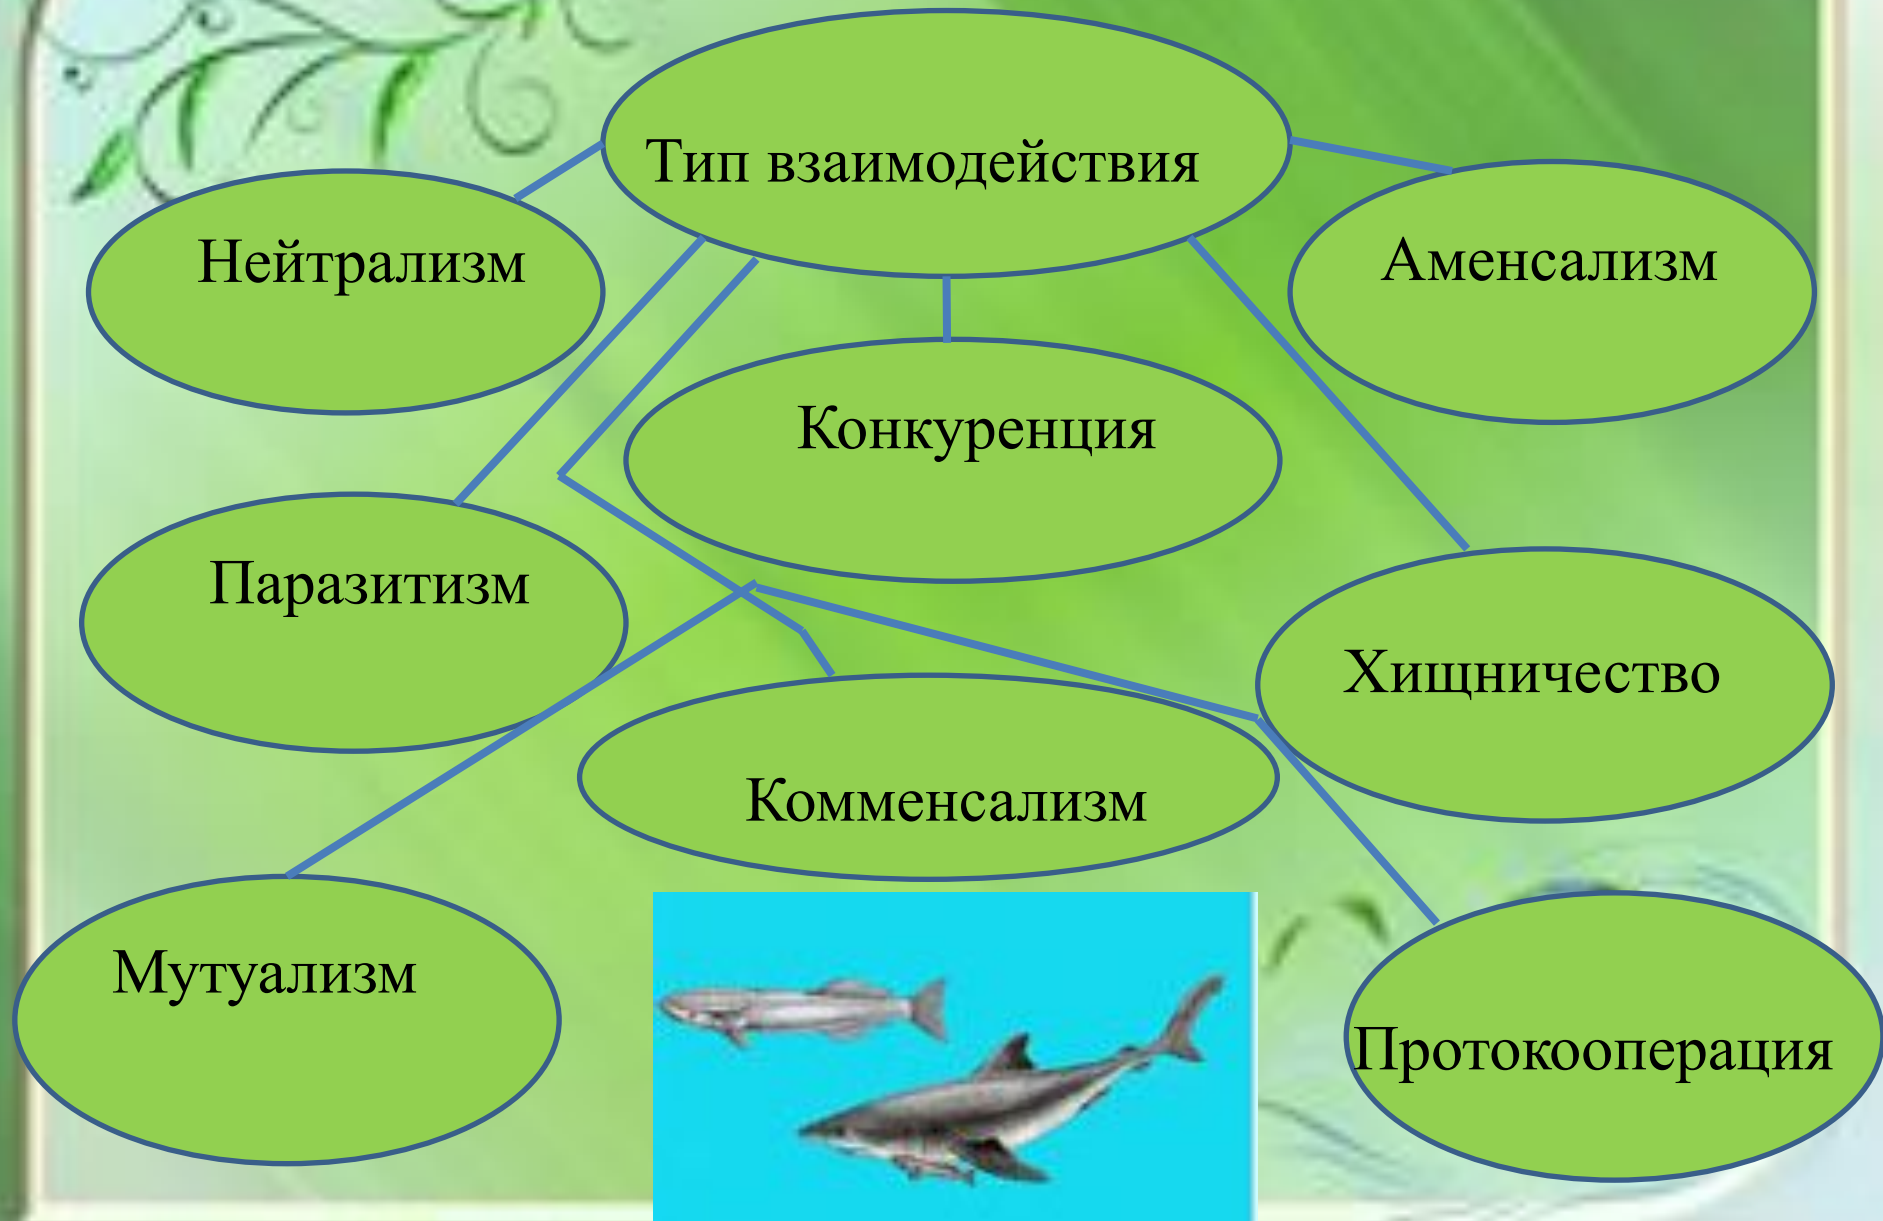 Тип взаимодействия
Нейтрализм
Аменсализм
Конкуренция
Паразитизм
Хищничество
Комменсализм
Мутуализм
Протокооперация